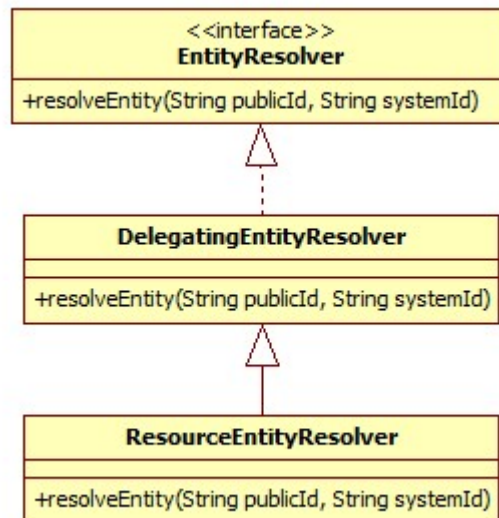 <<interface>>
EntityResolver
+resolveEntity(String publicId, String systemId)
DelegatingEntityResolver
+resolveEntity(String publicId, String systemId)
ResourceEntityResolver
+resolveEntity(String publicId, String systemId)